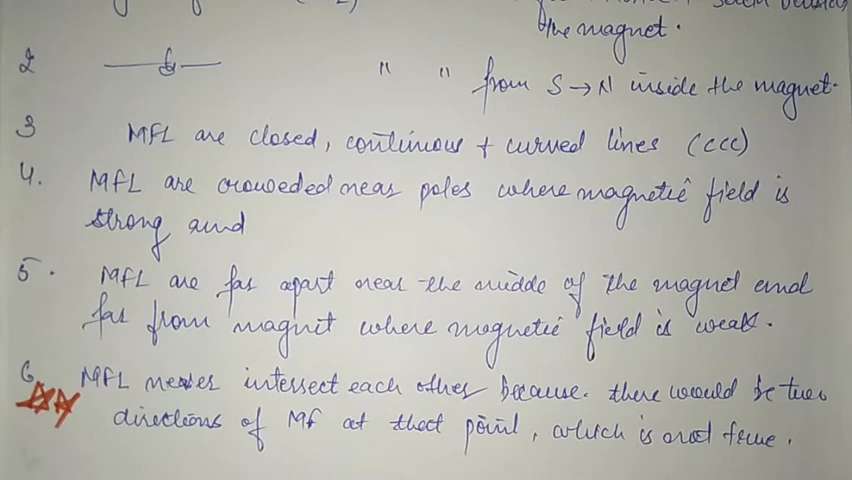 the magnet.
2 " " from S → N inside the magnet.
3 MFL are closed, continuous + curved lines (CCC)
4. MFL are crowded near poles where magnetic field is
strong and
5. MFL are far apart near the midde of the magnet and
far from magnet where magnetic field is weak.
6 MFL never intersect each other because. there would be two
directions of MF at that point, which is not true.